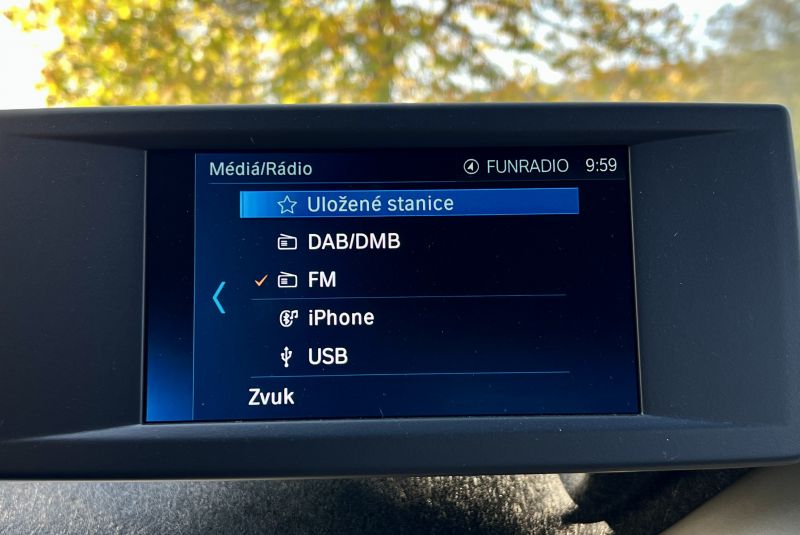 Médiá/Rádio FUNRADIO 9:59
Uložené stanice
DAB/DMB
FM
iPhone
USB
Zvuk